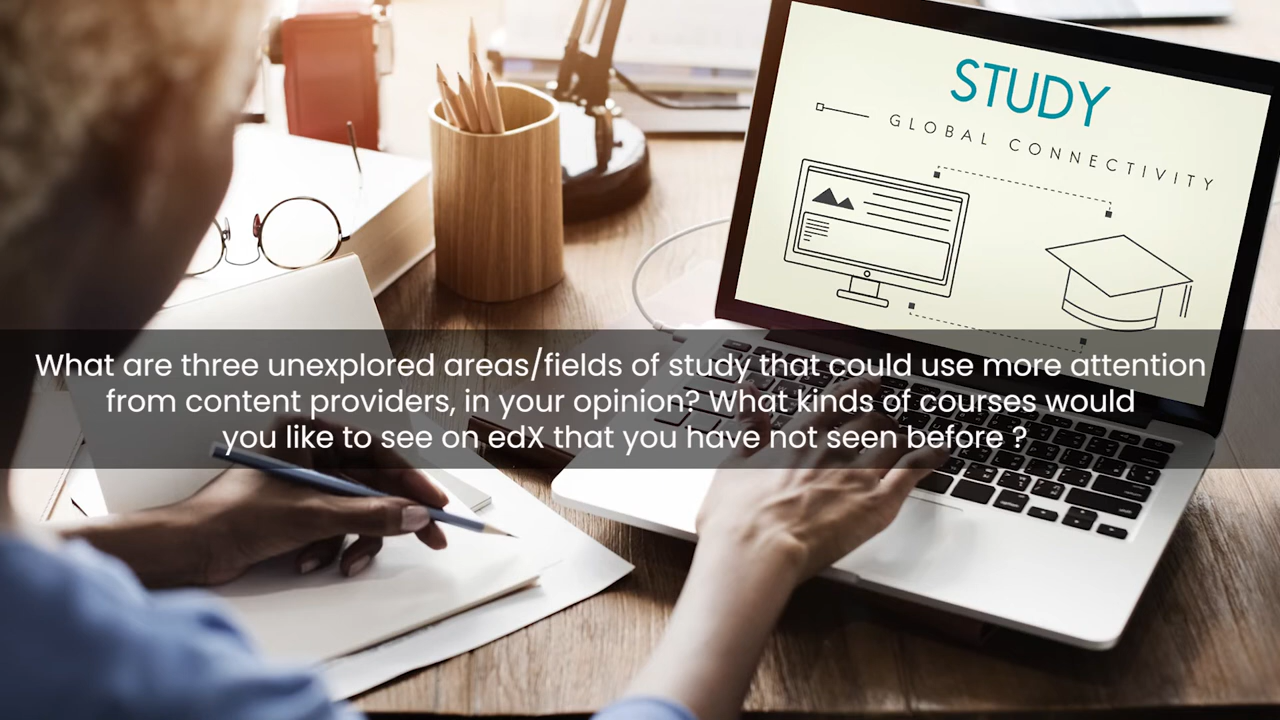 STUDY
GLOBAL CONNECTIVITY
What are three unexplored areas/fields of study that could use more attention
from content providers, in your opinion? What kinds of courses would
you like to see on edX that you have not seen before ?